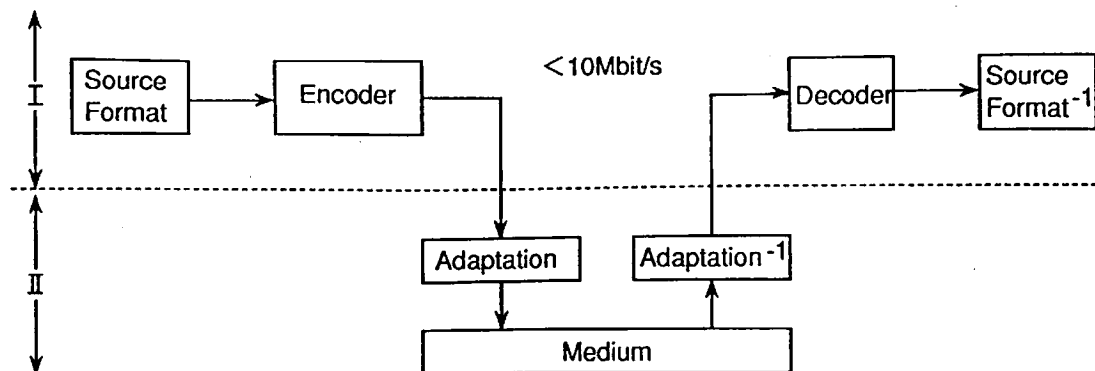 I
Source
Format
Encoder
<10Mbit/s
Decoder
Source
Format-1
II
Adaptation
Adaptation-1
Medium